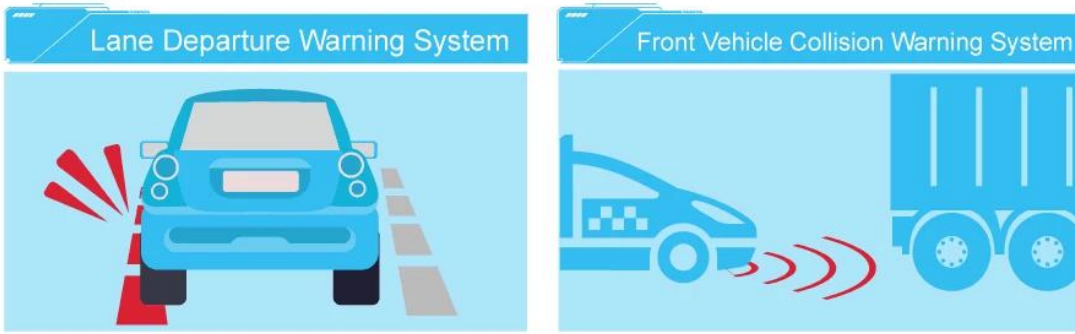 Lane Departure Warning System
Front Vehicle Collision Warning System